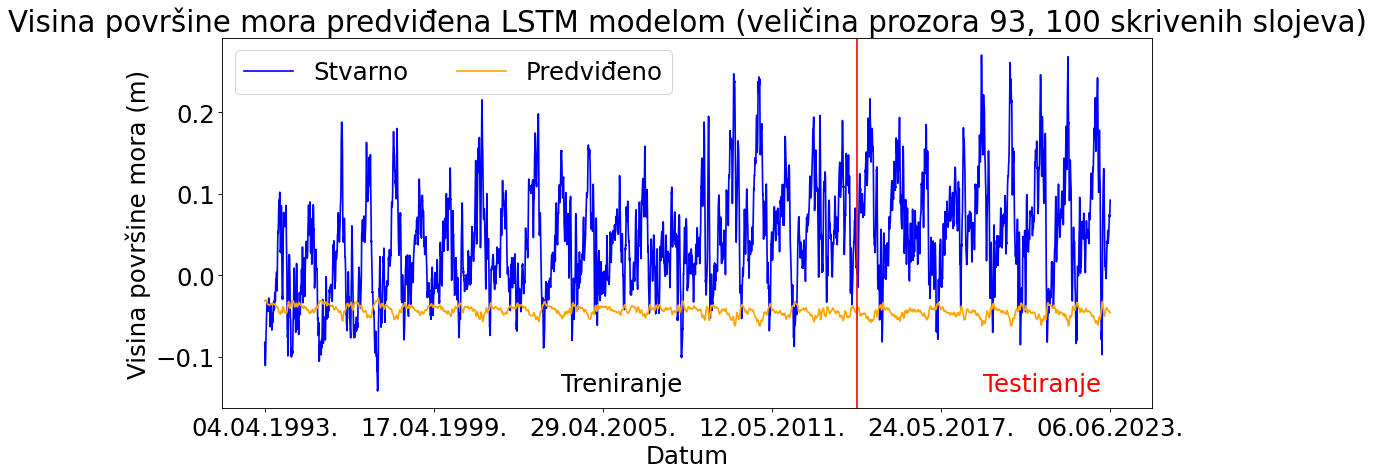 Visina površine mora predviđena LSTM modelom (veličina prozora 93, 100 skrivenih slojeva)
Stvarno
Predviđeno
Visina površine mora (m)
0.2
0.1
0.0
−0.1
Treniranje
Testiranje
04.04.1993.
17.04.1999.
29.04.2005.
12.05.2011.
24.05.2017.
06.06.2023.
Datum